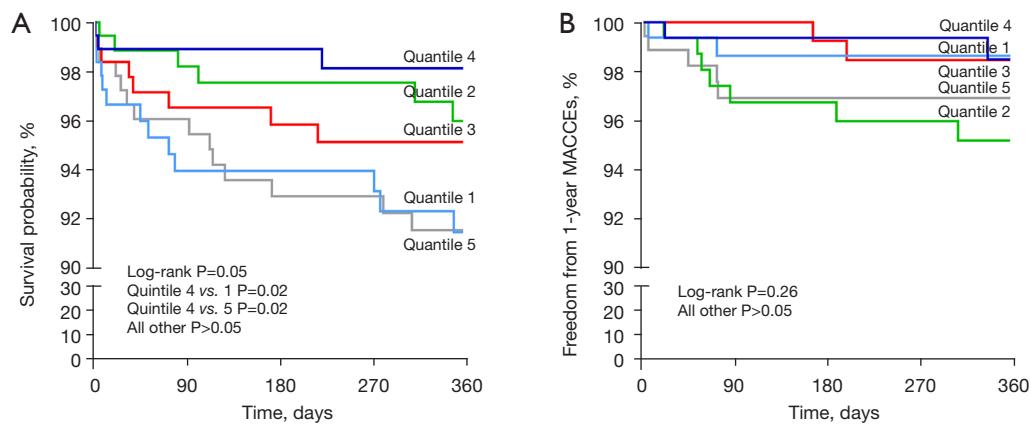 A
Survival probability, %
100
98
96
94
92
90
30
20
10
0
Quantile 4
Quantile 2
Quantile 3
Quantile 1
Quantile 5
Log-rank P=0.05
Quintile 4 vs. 1 P=0.02
Quintile 4 vs. 5 P=0.02
All other P>0.05
0 90 180 270 360
Time, days
B
Freedom from 1-year MACCEs, %
100
98
96
94
92
90
30
20
10
0
Quantile 4
Quantile 1
Quantile 3
Quantile 5
Quantile 2
Log-rank P=0.26
All other P>0.05
0 90 180 270 360
Time, days